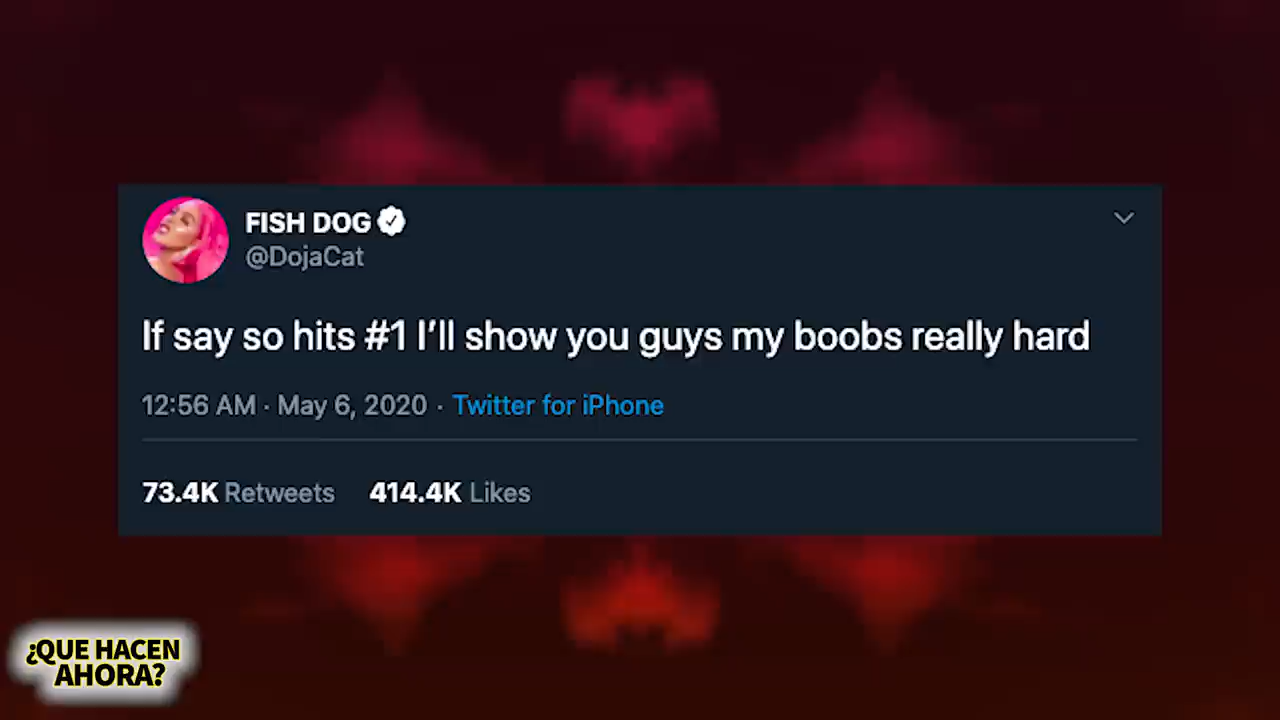 FISH DOG
@DojaCat
If say so hits #1 I’ll show you guys my boobs really hard
12:56 AM · May 6, 2020 · Twitter for iPhone
73.4K Retweets 414.4K Likes
¿QUE HACEN
AHORA?